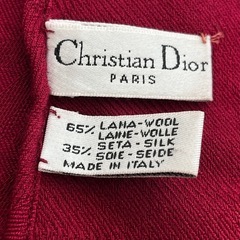 Christian Dior
PARIS
65% LANA-WOOL
LAINE-WOLLE
35% SETA-SILK
SOIE-SEIDE
MADE IN ITALY